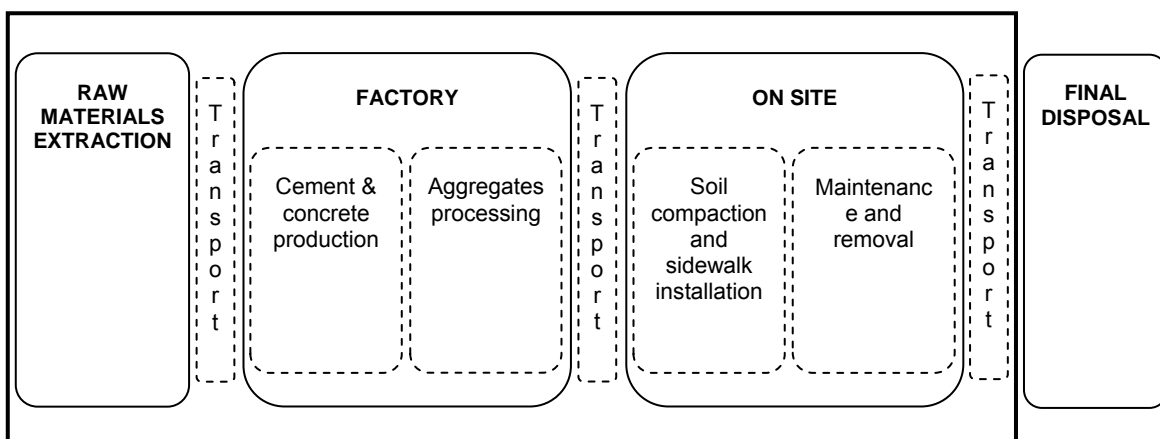 RAW
MATERIALS
EXTRACTION
T
r
a
n
s
p
o
r
t
FACTORY
Cement &
concrete
production
Aggregates
processing
T
r
a
n
s
p
o
r
t
ON SITE
Soil
compaction
and
sidewalk
installation
Maintenanc
e and
removal
T
r
a
n
s
p
o
r
t
FINAL
DISPOSAL